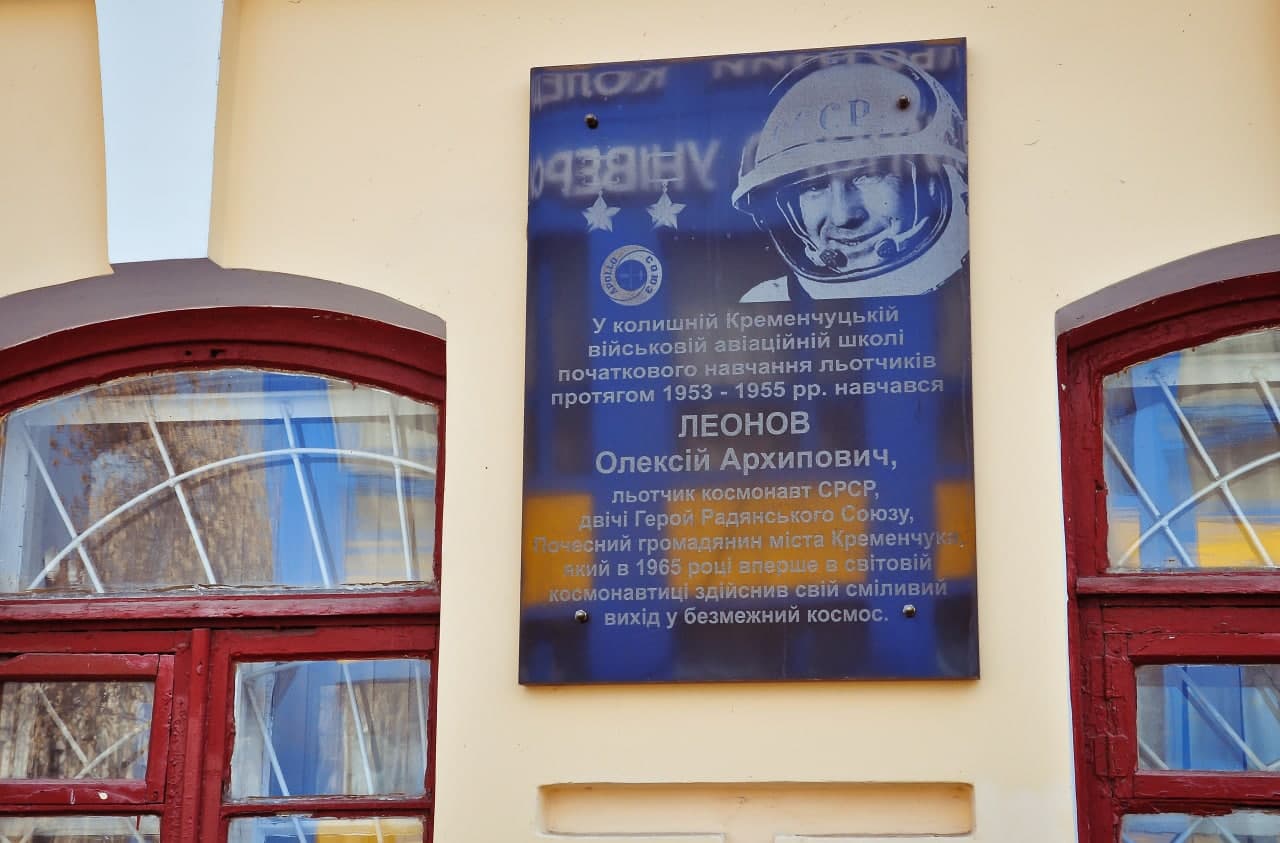 СССР
APOLLO СОЮЗ
У колишній Кременчуцькій
військовій авіаційній школі
початкового навчання льотчиків
протягом 1953 - 1955 рр. навчався
ЛЕОНОВ
Олексій Архипович,
льотчик космонавт СРСР,
двічі Герой Радянського Союзу,
Почесний громадянин міста Кременчука,
який в 1965 році вперше в світовій
космонавтиці здійснив свій сміливий
вихід у безмежний космос.